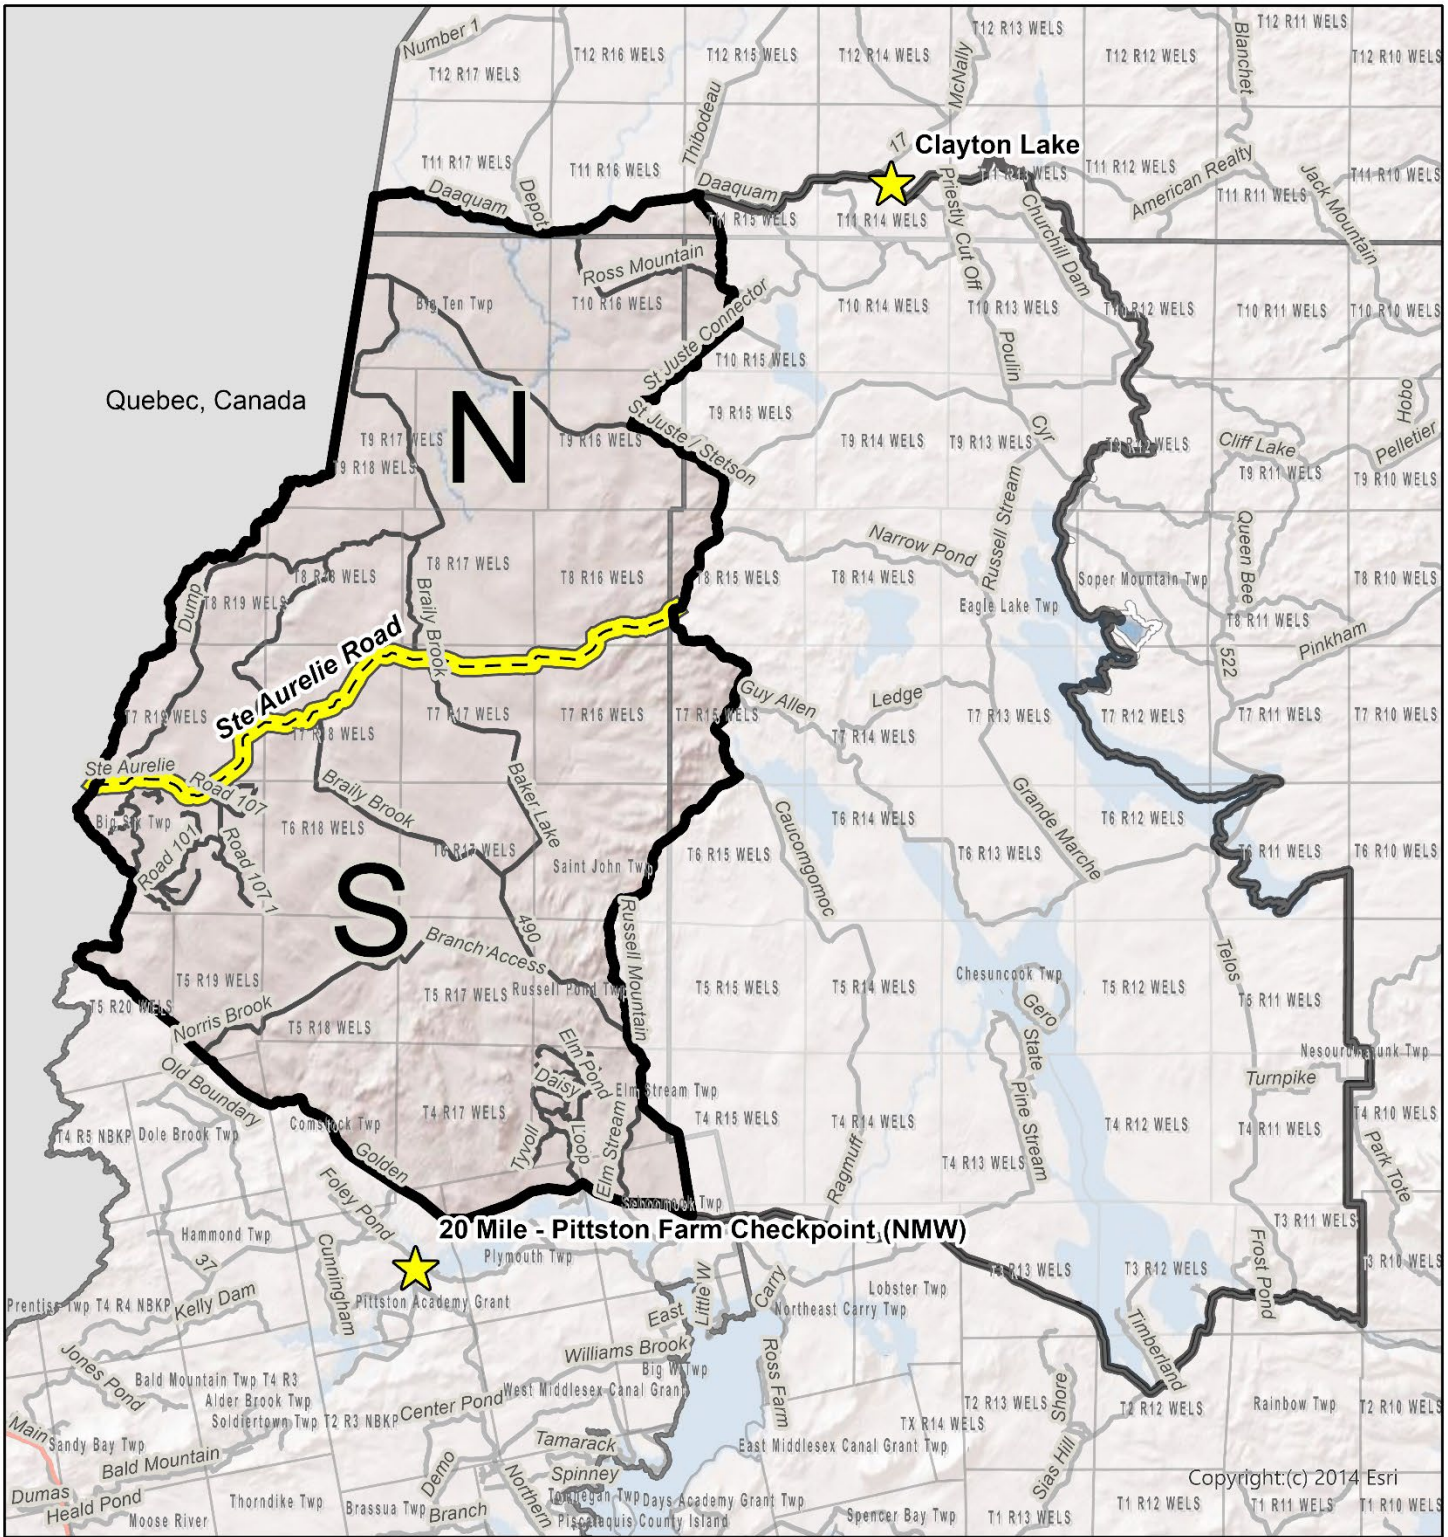 Number 1
T12 R17 WELS
T12 R16 WELS
T12 R15 WELS
T12 R14 WELS
T12 R13 WELS
T12 R12 WELS
T12 R11 WELS
T12 R10 WELS
Blanchet
McNally
Thibodeau
17
Clayton Lake
T11 R17 WELS
T11 R16 WELS
Daaquam
Depot
Daaquam
T11 R15 WELS
T11 R14 WELS
Priestly Cut Off
T11 R13 WELS
T11 R12 WELS
American Realty
T11 R11 WELS
T11 R10 WELS
Jack Mountain
Churchill Dam
Ross Mountain
Big Ten Twp
T10 R16 WELS
St Juste Connector
T10 R15 WELS
T10 R14 WELS
T10 R13 WELS
T10 R12 WELS
T10 R11 WELS
T10 R10 WELS
Poulin
Quebec, Canada
N
T9 R17 WELS
T9 R18 WELS
T9 R16 WELS
St Juste / Stetson
T9 R15 WELS
T9 R14 WELS
T9 R13 WELS
Cyr
T9 R12 WELS
Cliff Lake
T9 R11 WELS
Hobo
Pelletier
T9 R10 WELS
Russell Stream
Narrow Pond
Queen Bee
Dump
T8 R19 WELS
T8 R18 WELS
T8 R17 WELS
T8 R16 WELS
T8 R15 WELS
T8 R14 WELS
Eagle Lake Twp
Soper Mountain Twp
T8 R11 WELS
T8 R10 WELS
Pinkham
522
Braily Brook
Ste Aurelie Road
T7 R19 WELS
T7 R18 WELS
T7 R17 WELS
T7 R16 WELS
T7 R15 WELS
Guy Allen
Ledge
T7 R14 WELS
T7 R13 WELS
T7 R12 WELS
T7 R11 WELS
T7 R10 WELS
Ste Aurelie
Road 107
Big Six Twp
Road 101
Road 107 1
Braily Brook
T6 R18 WELS
T6 R17 WELS
Baker Lake
Saint John Twp
T6 R15 WELS
Caucomgomoc
T6 R14 WELS
T6 R13 WELS
Grande Marche
T6 R12 WELS
T6 R11 WELS
T6 R10 WELS
S
490
Branch Access
Russell Mountain
T5 R19 WELS
T5 R20 WELS
Norris Brook
T5 R18 WELS
T5 R17 WELS
Russell Pond Twp
T5 R15 WELS
T5 R14 WELS
Chesuncook Twp
Gero
State
T5 R12 WELS
Telos
T5 R11 WELS
Nesourdnahunk Twp
Turnpike
Old Boundary
Elm Pond
Daisy
Elm Stream Twp
T4 R5 NBKP
Dole Brook Twp
Comstock Twp
T4 R17 WELS
Tyvoll
Loop
Elm Stream
T4 R15 WELS
T4 R14 WELS
Ragmuff
T4 R13 WELS
Pine Stream
T4 R12 WELS
T4 R11 WELS
T4 R10 WELS
Park Tote
Golden
Foley Pond
Seboomook Twp
20 Mile - Pittston Farm Checkpoint (NMW)
Hammond Twp
37
Cunningham
Plymouth Twp
T3 R11 WELS
T3 R10 WELS
Prentiss Twp T4 R4 NBKP
Kelly Dam
Pittston Academy Grant
East
Little W
Carry
Northeast Carry Twp
Lobster Twp
T3 R13 WELS
T3 R12 WELS
Frost Pond
Timberland
Jones Pond
Bald Mountain Twp T4 R3
Alder Brook Twp
Soldiertown Twp T2 R3 NBKP
Williams Brook
Big W Twp
Ross Farm
Center Pond
West Middlesex Canal Grant
T2 R13 WELS
Shore
T2 R12 WELS
Rainbow Twp
T2 R10 WELS
TX R14 WELS
East Middlesex Canal Grant Twp
Main
Sandy Bay Twp
Bald Mountain
Tamarack
Spinney
Sias Hill
Copyright:(c) 2014 Esri
Dumas
Heald Pond
Moose River
Thorndike Twp
Brassua Twp
Demo
Branch
Northern
Tomhegan Twp
Days Academy Grant Twp
Piscataquis County Island
Spencer Bay Twp
T1 R13 WELS
T1 R12 WELS
T1 R11 WELS
T1 R10 WELS